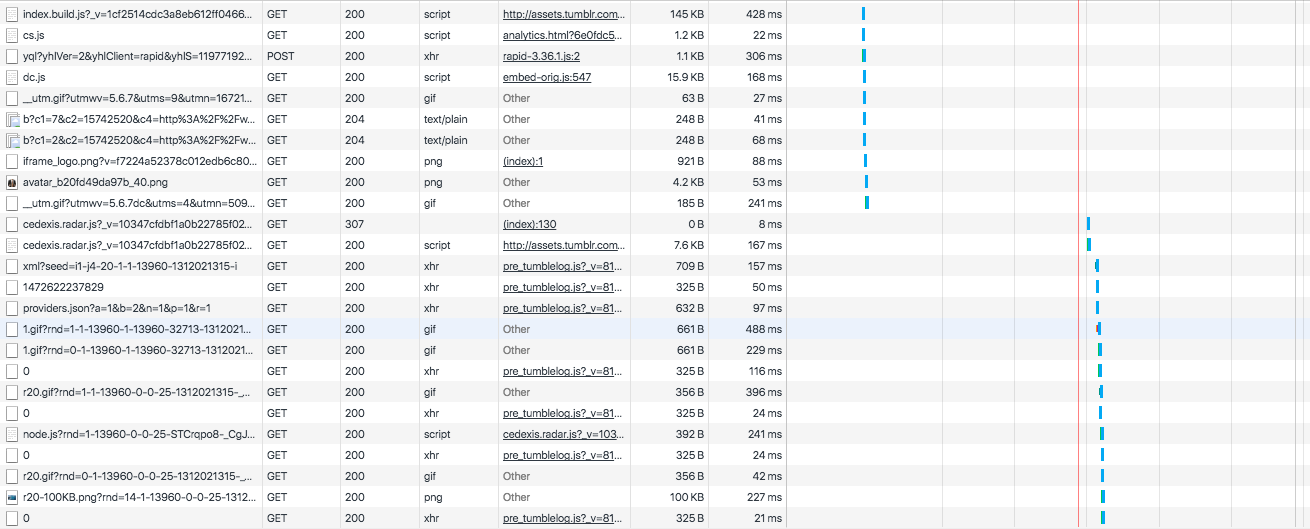 index.build.js?_v=1cf2514cdc3a8eb612ff0466... GET 200 script http://assets.tumblr.com... 145 KB 428 ms
cs.js GET 200 script analytics.html?6e0fdc5... 1.2 KB 22 ms
yql?yhlVer=2&yhlClient=rapid&yhlS=11977192... POST 200 xhr rapid-3.36.1.js:2 1.1 KB 306 ms
dc.js GET 200 script embed-orig.js:547 15.9 KB 168 ms
__utm.gif?utmwv=5.6.7&utms=9&utmn=16721... GET 200 gif Other 63 B 27 ms
b?c1=7&c2=15742520&c4=http%3A%2F%2Fw... GET 204 text/plain Other 248 B 41 ms
b?c1=2&c2=15742520&c4=http%3A%2F%2Fw... GET 204 text/plain Other 248 B 68 ms
iframe_logo.png?v=f7224a52378c012edb6c80... GET 200 png (index):1 921 B 88 ms
avatar_b20fd49da97b_40.png GET 200 png Other 4.2 KB 53 ms
__utm.gif?utmwv=5.6.7dc&utms=4&utmn=509... GET 200 gif Other 185 B 241 ms
cedexis.radar.js?_v=10347cfdbf1a0b22785f02... GET 307 (index):130 0 B 8 ms
cedexis.radar.js?_v=10347cfdbf1a0b22785f02... GET 200 script http://assets.tumblr.com... 7.6 KB 167 ms
xml?seed=i1-j4-20-1-1-13960-1312021315-i GET 200 xhr pre_tumblelog.js?_v=81... 709 B 157 ms
1472622237829 GET 200 xhr pre_tumblelog.js?_v=81... 325 B 50 ms
providers.json?a=1&b=2&n=1&p=1&r=1 GET 200 xhr pre_tumblelog.js?_v=81... 632 B 97 ms
1.gif?rnd=1-1-13960-1-13960-32713-1312021... GET 200 gif Other 661 B 488 ms
1.gif?rnd=0-1-13960-1-13960-32713-1312021... GET 200 gif Other 661 B 229 ms
0 GET 200 xhr pre_tumblelog.js?_v=81... 325 B 116 ms
r20.gif?rnd=1-1-13960-0-0-25-1312021315-_... GET 200 gif Other 356 B 396 ms
0 GET 200 xhr pre_tumblelog.js?_v=81... 325 B 24 ms
node.js?rnd=1-13960-0-0-25-STCrqpo8-_CgJ... GET 200 script cedexis.radar.js?_v=103... 392 B 241 ms
0 GET 200 xhr pre_tumblelog.js?_v=81... 325 B 24 ms
r20.gif?rnd=0-1-13960-0-0-25-1312021315-_... GET 200 gif Other 356 B 42 ms
r20-100KB.png?rnd=14-1-13960-0-0-25-1312... GET 200 png Other 100 KB 227 ms
0 GET 200 xhr pre_tumblelog.js?_v=81... 325 B 21 ms